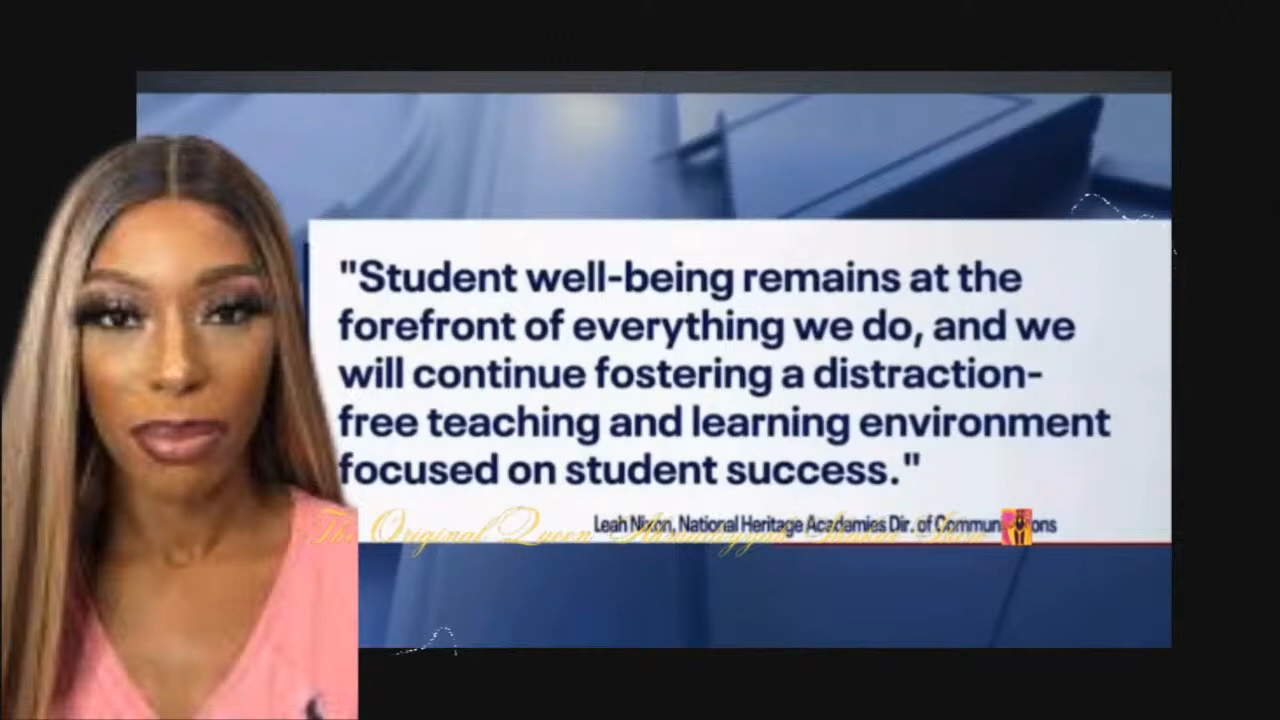 "Student well-being remains at the
forefront of everything we do, and we
will continue fostering a distraction-
free teaching and learning environment
focused on student success."
Leah Nixon, National Heritage Academies Dir. of
The Original Queen